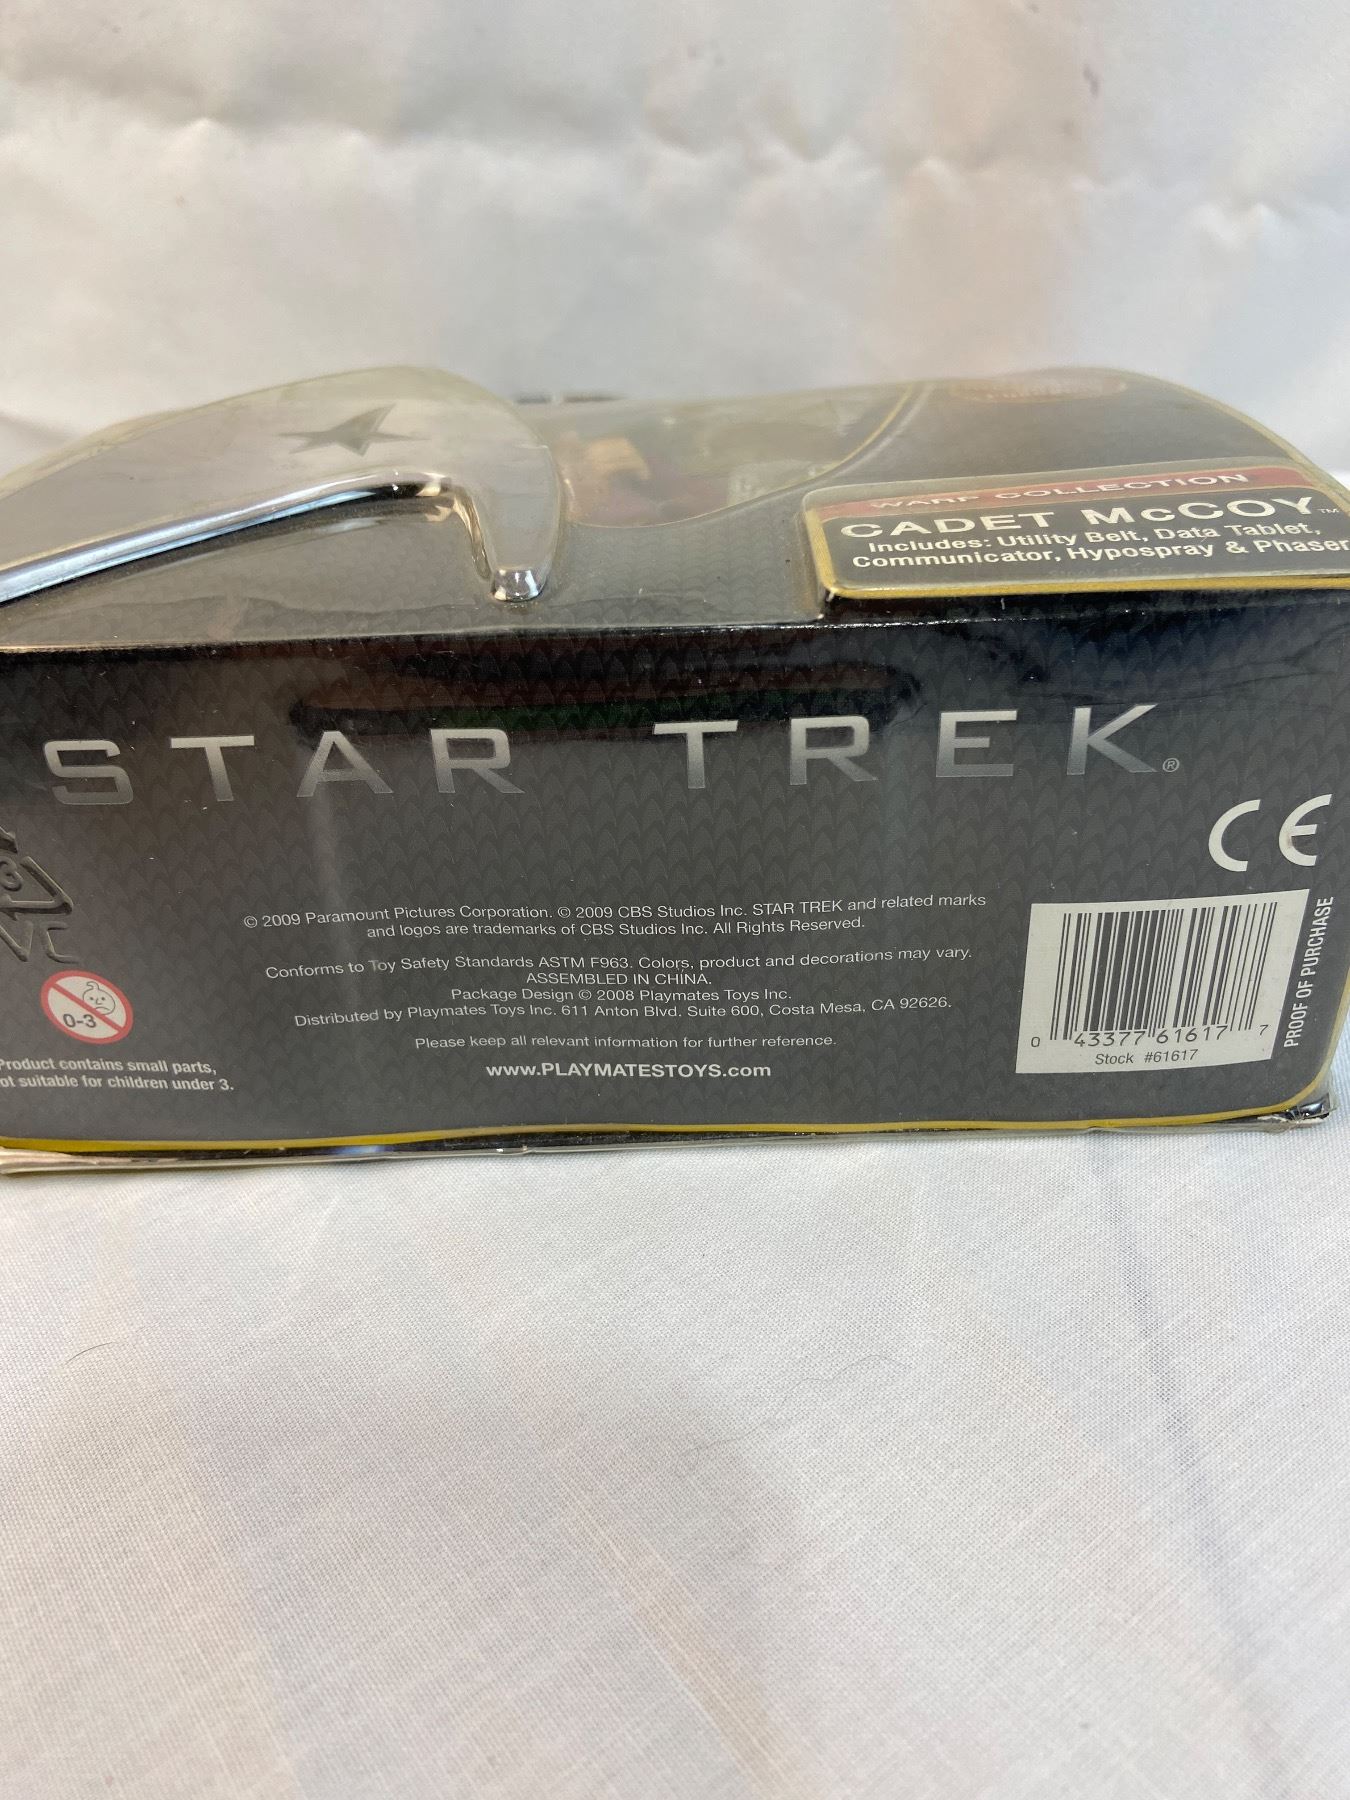 WARP COLLECTION
CADET McCOY™
Includes: Utility Belt, Data Tablet,
Communicator, Hypospray & Phaser
STAR TREK®
CE
© 2009 Paramount Pictures Corporation. © 2009 CBS Studios Inc. STAR TREK and related marks
and logos are trademarks of CBS Studios Inc. All Rights Reserved.
Conforms to Toy Safety Standards ASTM F963. Colors, product and decorations may vary.
ASSEMBLED IN CHINA.
Package Design © 2008 Playmates Toys Inc.
Distributed by Playmates Toys Inc. 611 Anton Blvd. Suite 600, Costa Mesa, CA 92626.
Please keep all relevant information for further reference.
www.PLAYMATESTOYS.com
3
0-3
Product contains small parts,
ot suitable for children under 3.
0 43377 61617 7
Stock #61617
PROOF OF PURCHASE